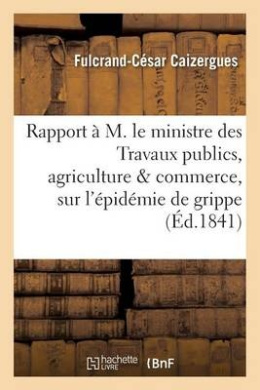 Fulcrand-César Caizergues
Rapport à M. le ministre des Travaux publics,
agriculture & commerce,
sur l'épidémie de grippe
(Éd.1841)
hachette
LIVRE
{BnF